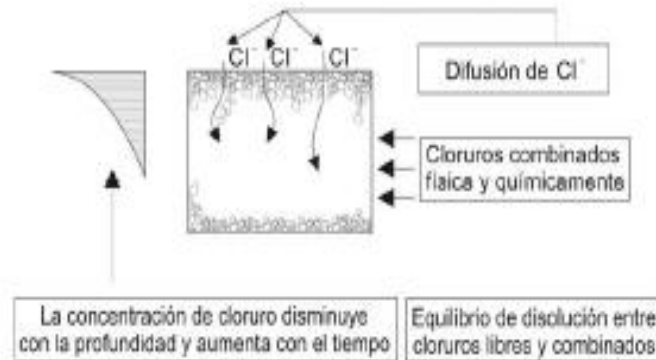 Cl⁻ Cl⁻ Cl⁻
Difusión de Cl⁻
Cloruros combinados
física y químicamente
La concentración de cloruro disminuye
con la profundidad y aumenta con el tiempo
Equilibrio de disolución entre
cloruros libres y combinados